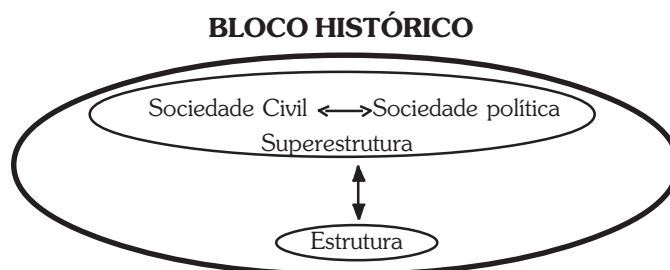 BLOCO HISTÓRICO
Sociedade Civil Sociedade política
Superestrutura
Estrutura